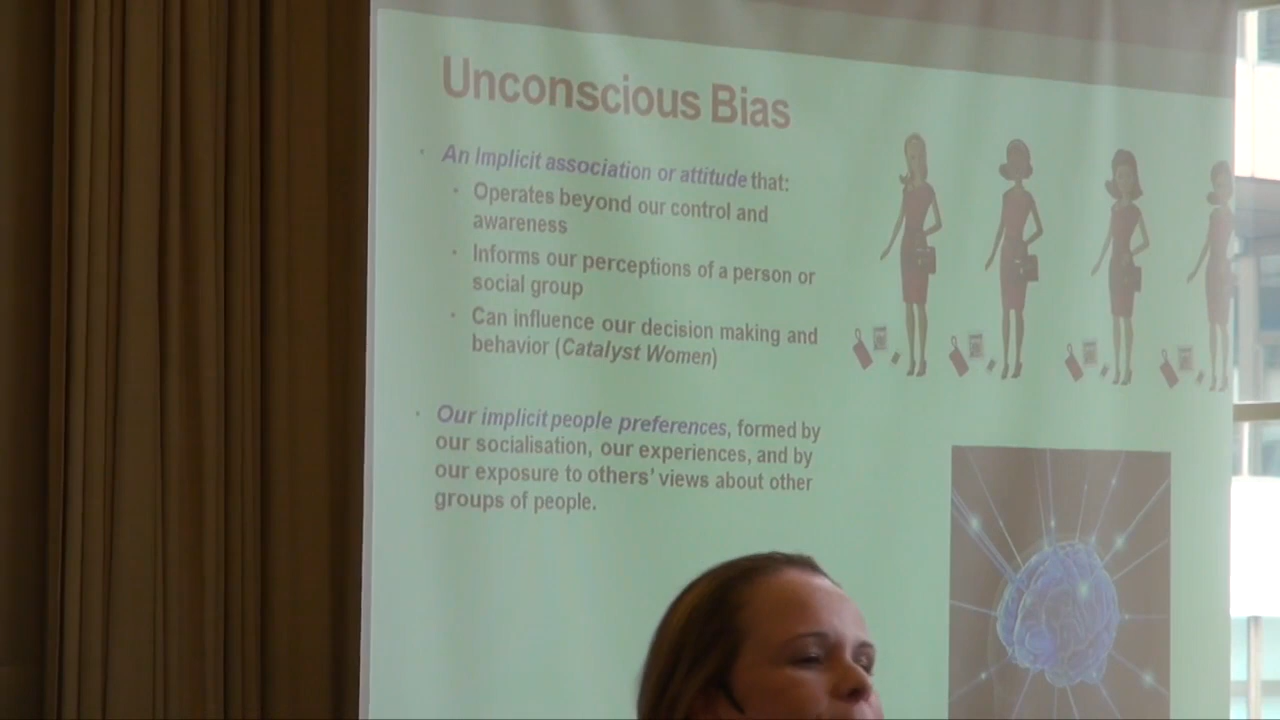 Unconscious Bias
An Implicit association or attitude that:
Operates beyond our control and
awareness
Informs our perceptions of a person or
social group
Can influence our decision making and
behavior (Catalyst Women)
Our implicit people preferences, formed by
our socialisation, our experiences, and by
our exposure to others' views about other
groups of people.